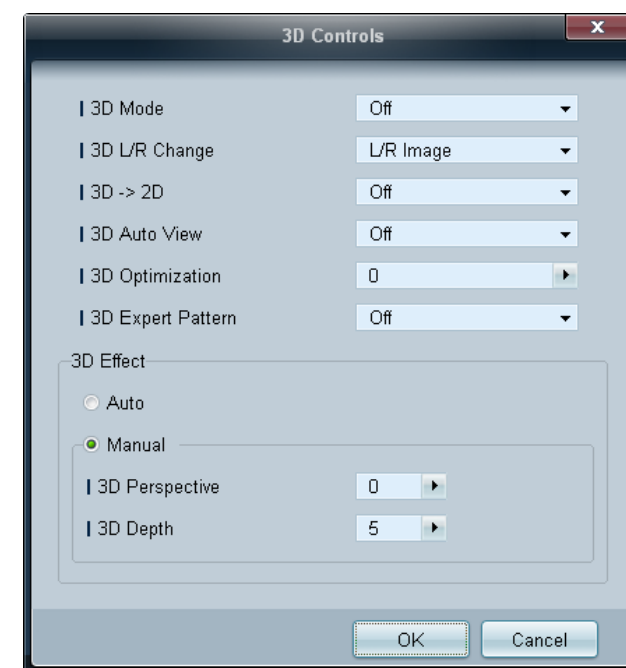 3D Controls
x
3D Mode Off
3D L/R Change L/R Image
3D -> 2D Off
3D Auto View Off
3D Optimization 0
3D Expert Pattern Off
3D Effect
Auto
Manual
3D Perspective 0
3D Depth 5
OK Cancel